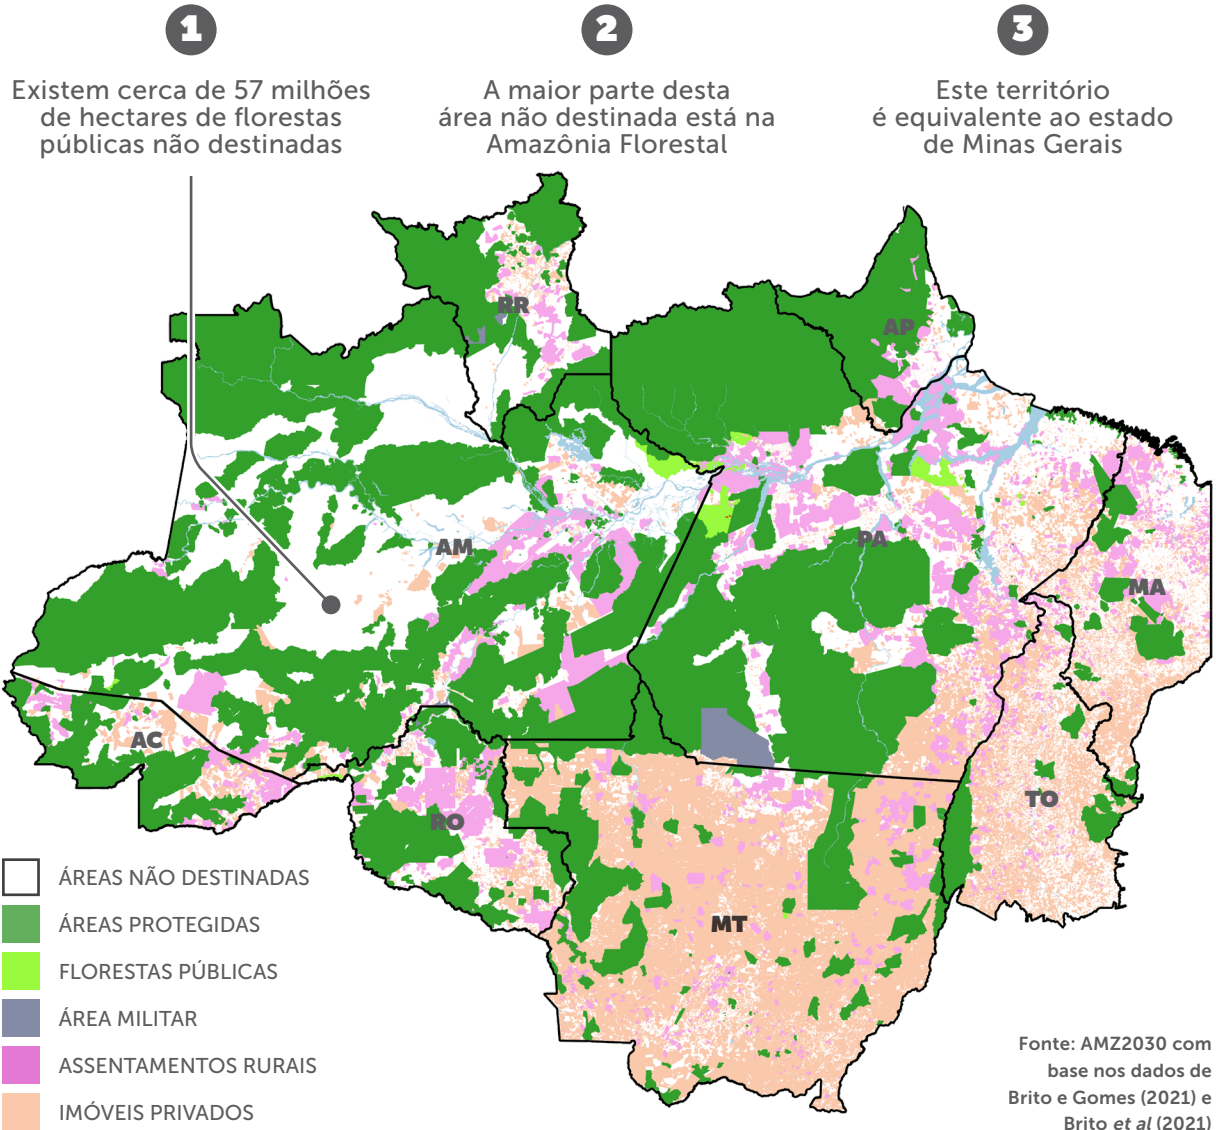 1
Existem cerca de 57 milhões
de hectares de florestas
públicas não destinadas
2
A maior parte desta
área não destinada está na
Amazônia Florestal
3
Este território
é equivalente ao estado
de Minas Gerais
RR
AP
AM
PA
MA
AC
RO
TO
MT
ÁREAS NÃO DESTINADAS
ÁREAS PROTEGIDAS
FLORESTAS PÚBLICAS
ÁREA MILITAR
ASSENTAMENTOS RURAIS
IMÓVEIS PRIVADOS
Fonte: AMZ2030 com
base nos dados de
Brito e Gomes (2021) e
Brito et al (2021)